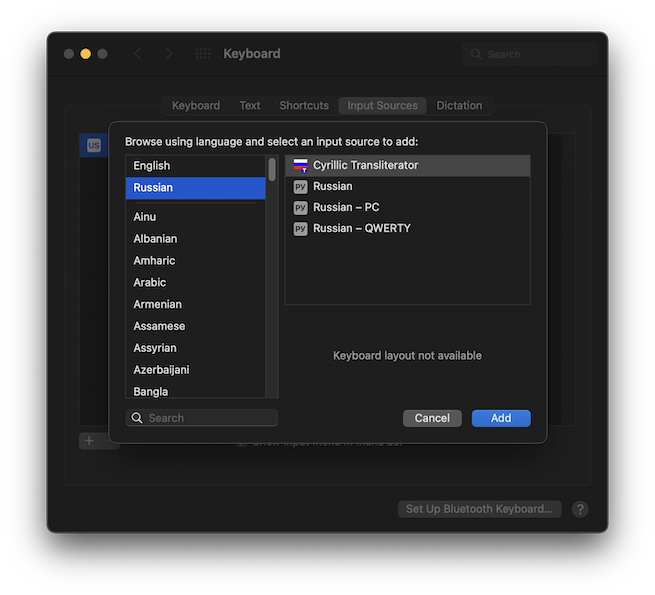 Keyboard
Search
Keyboard Text Shortcuts Input Sources Dictation
US
Browse using language and select an input source to add:
English
Russian
Ainu
Albanian
Amharic
Arabic
Armenian
Assamese
Assyrian
Azerbaijani
Bangla
Search
T Cyrillic Transliterator
РУ Russian
РУ Russian – PC
РУ Russian – QWERTY
Keyboard layout not available
Cancel Add
+
Show Input menu in menu bar
Set Up Bluetooth Keyboard... ?